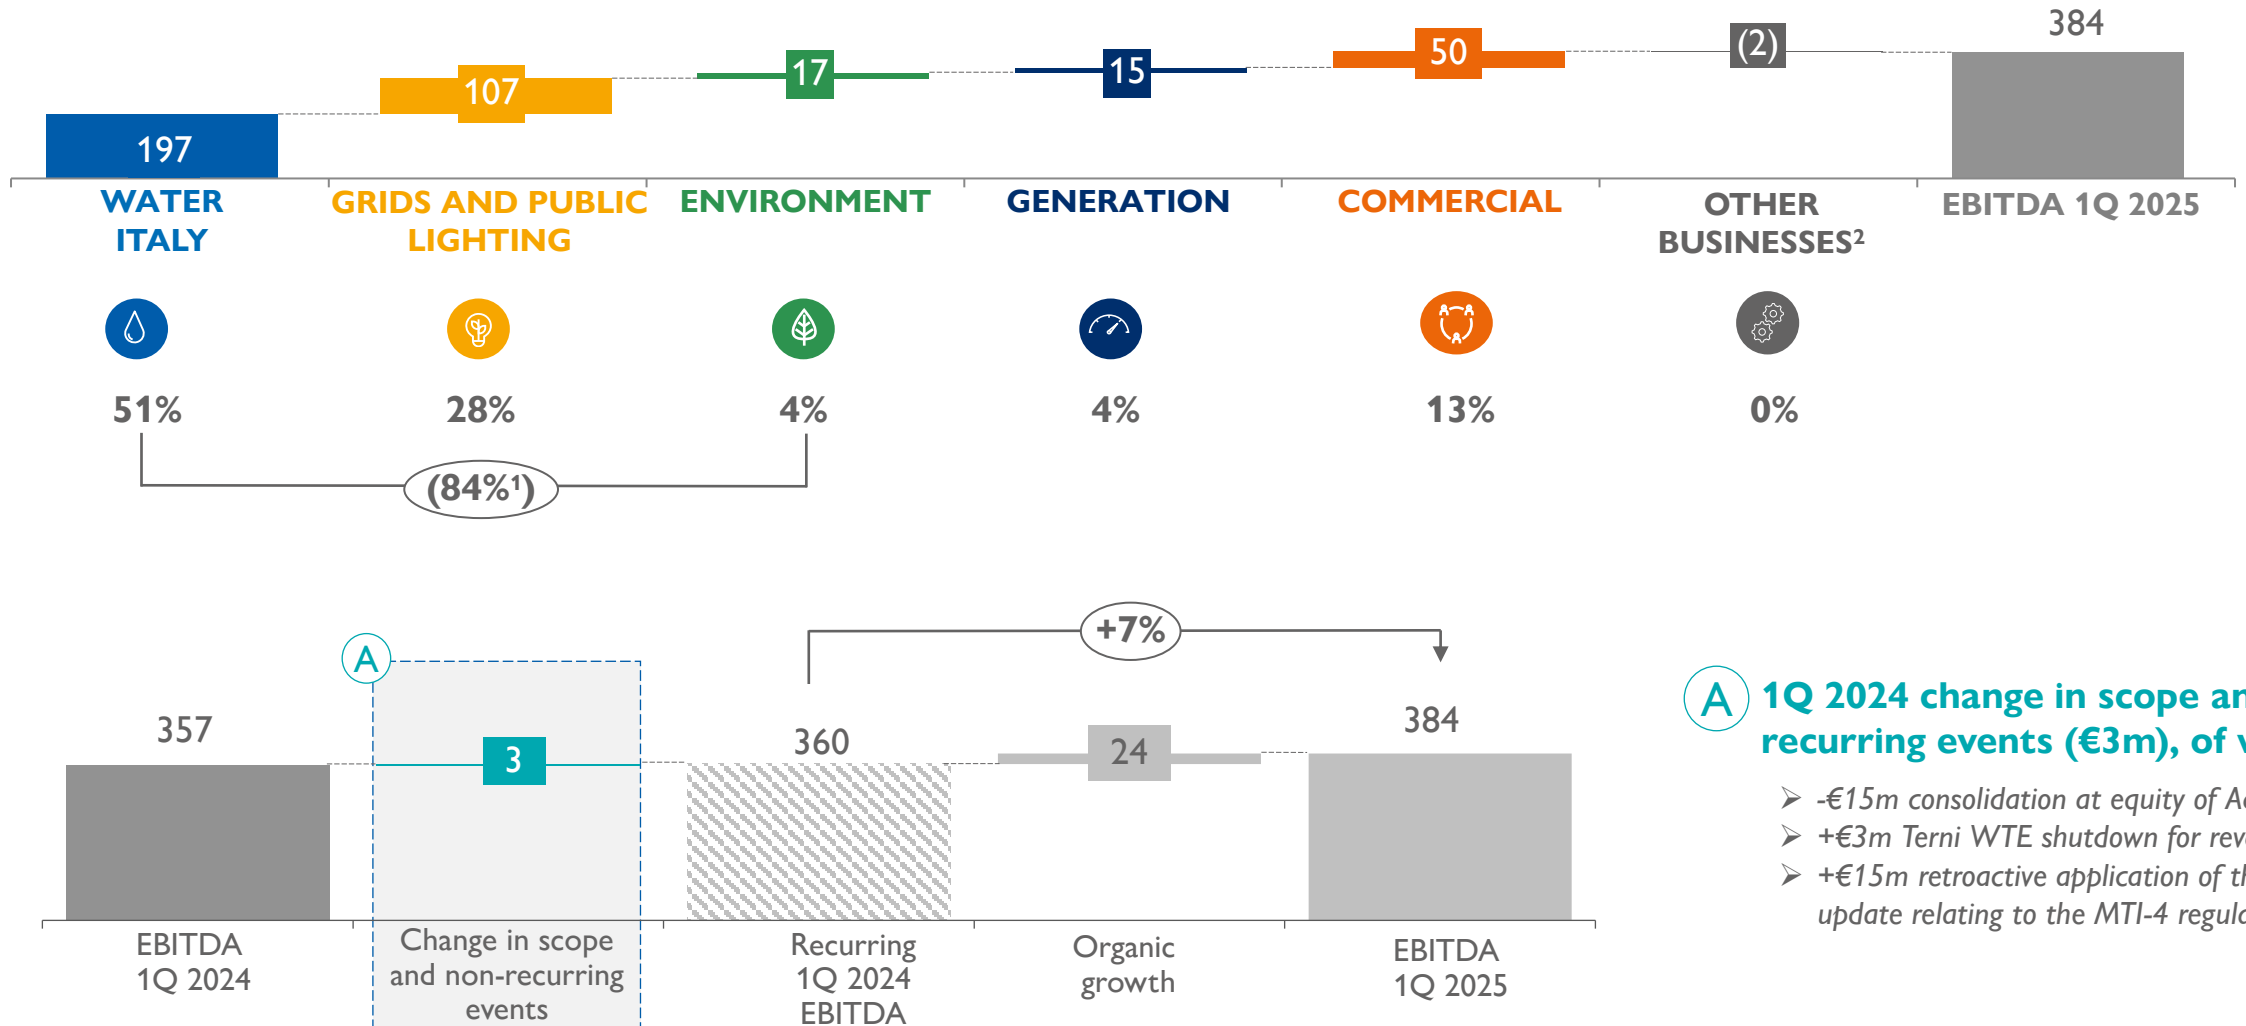 197
107
17
15
50
(2)
384
WATER
ITALY
GRIDS AND PUBLIC
LIGHTING
ENVIRONMENT
GENERATION
COMMERCIAL
OTHER
BUSINESSES²
EBITDA 1Q 2025
51%
28%
4%
4%
13%
0%
(84%¹)
+7%
A
357
3
360
24
384
EBITDA
1Q 2024
Change in scope
and non-recurring
events
Recurring
1Q 2024
EBITDA
Organic
growth
EBITDA
1Q 2025
A
1Q 2024 change in scope
recurring events (€3m), of
➢ -€15m consolidation at equity of
➢ +€3m Terni WTE shutdown for
➢ +€15m retroactive application of
update relating to the MTI-4